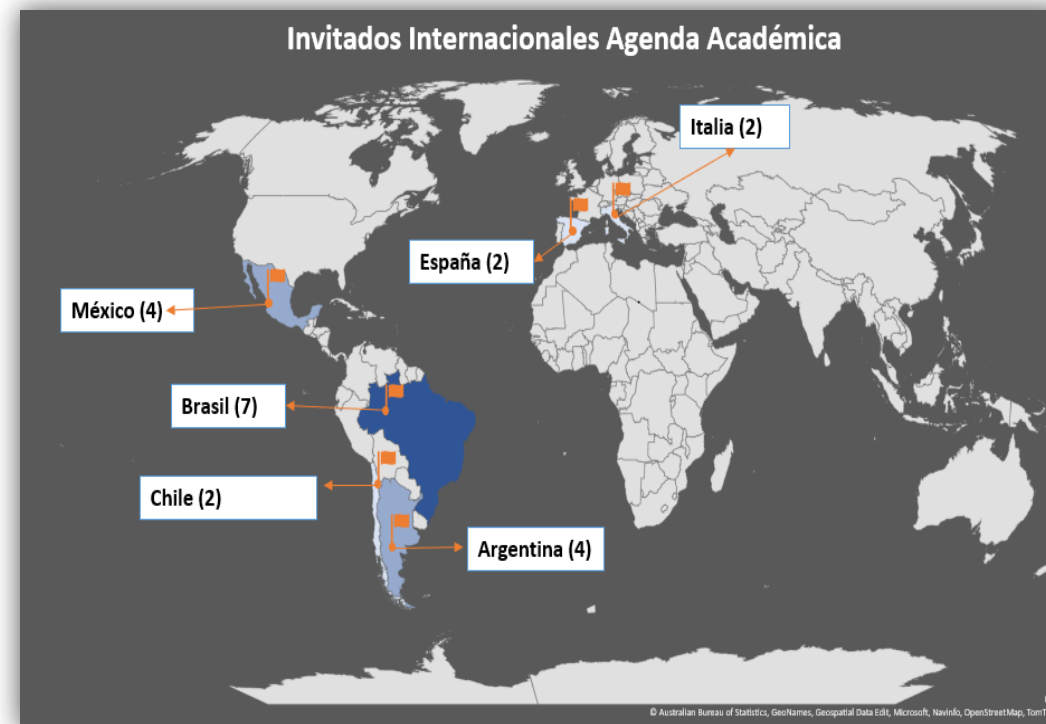 Invitados Internacionales Agenda Académica
Italia (2)
España (2)
México (4)
Brasil (7)
Chile (2)
Argentina (4)
© Australian Bureau of Statistics, GeoNames, Geospatial Data Edit, Microsoft, Navinfo, OpenStreetMap, TomT